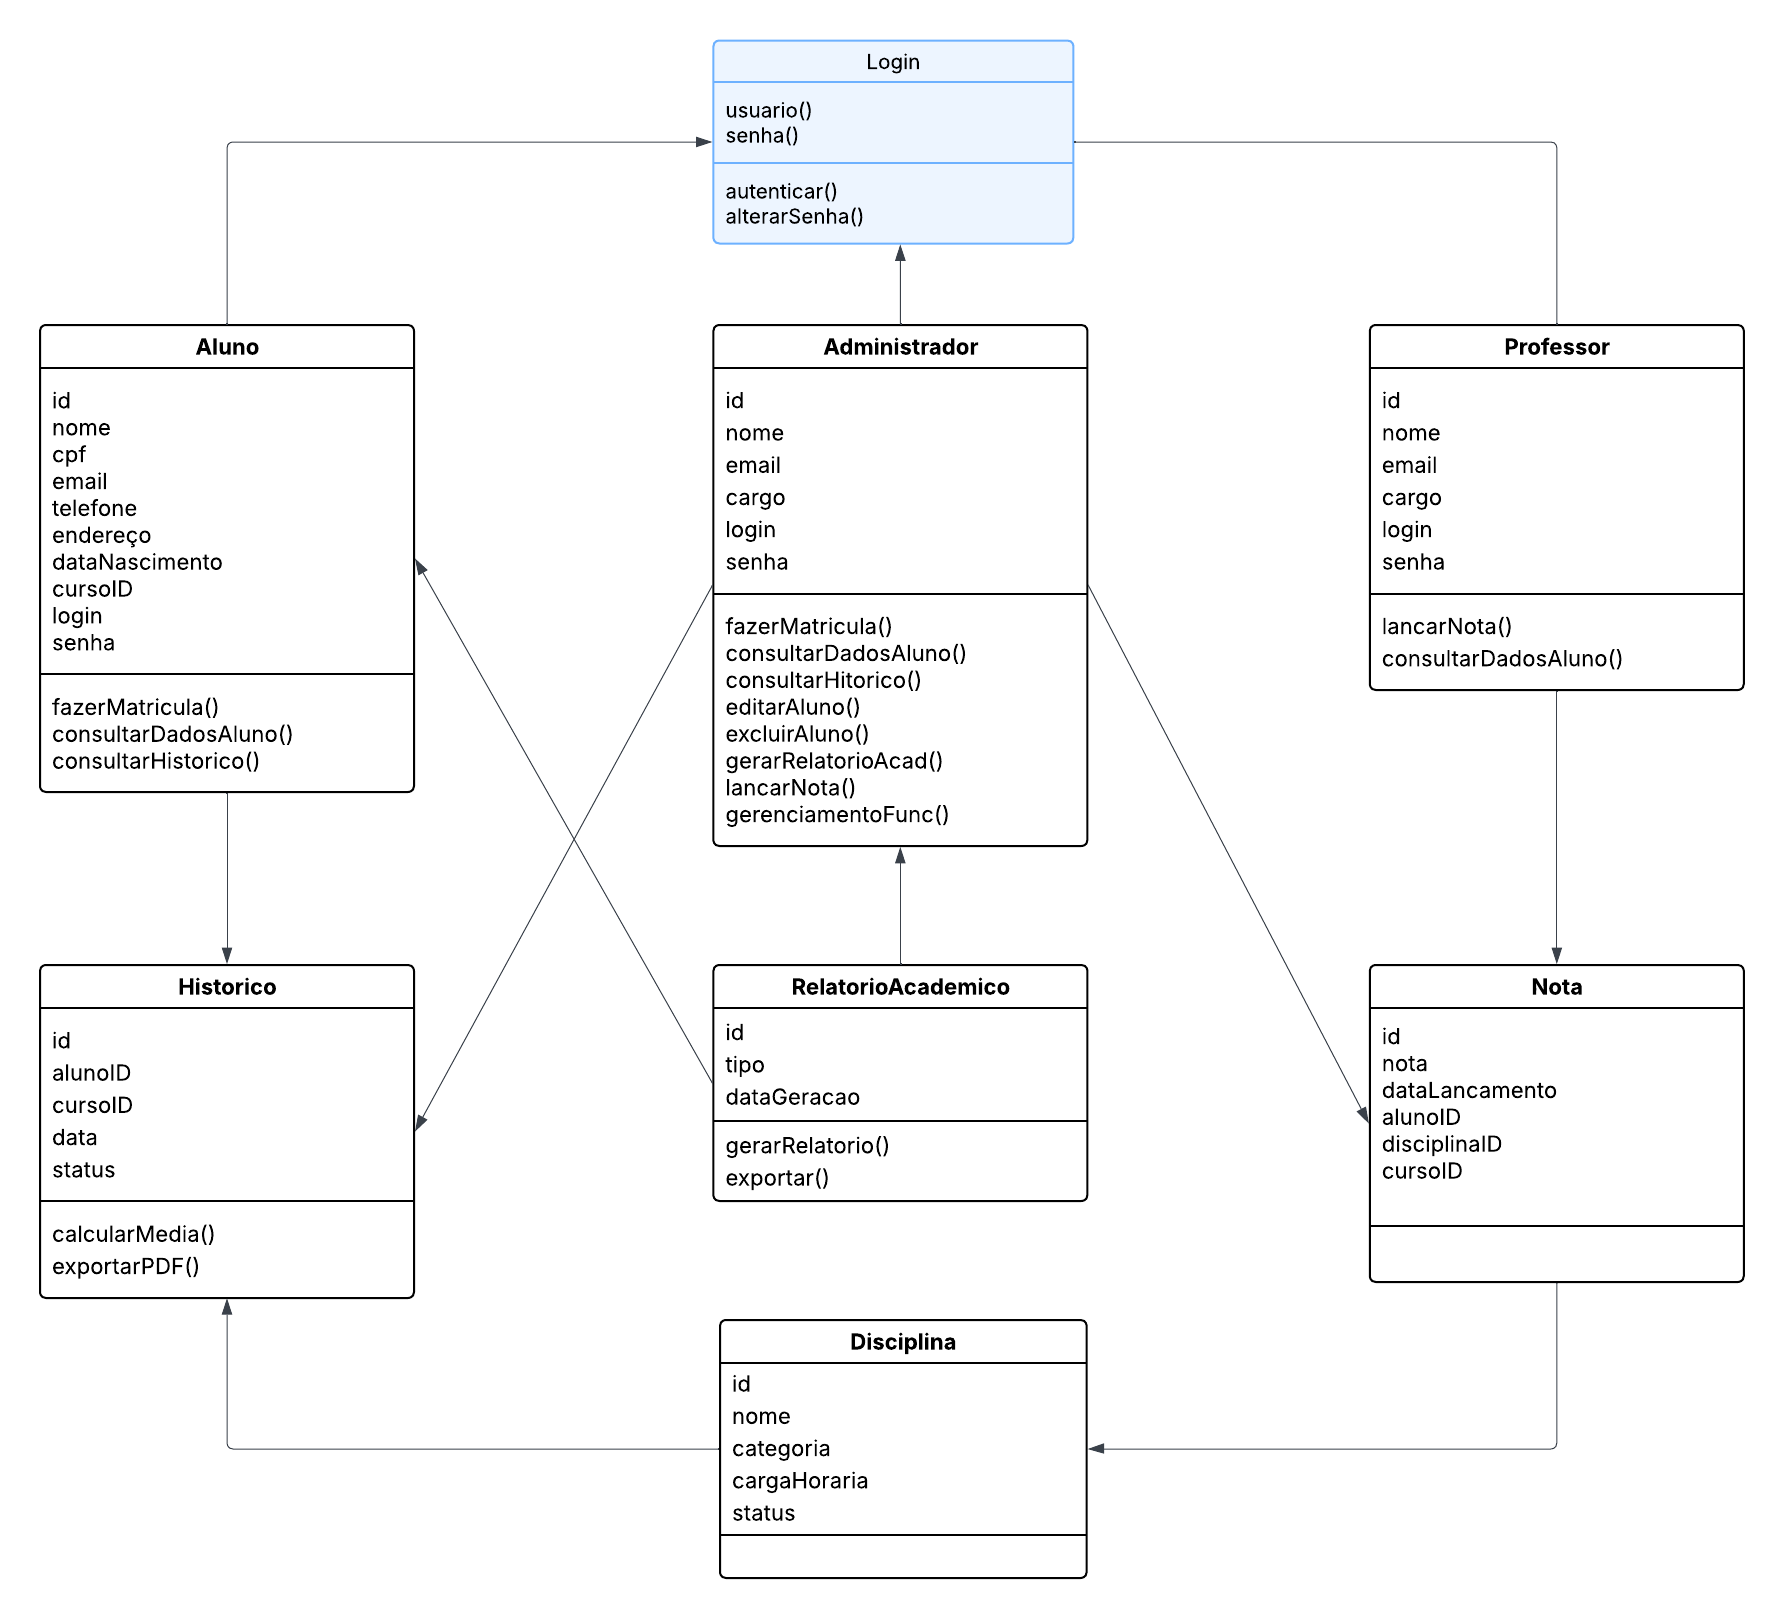 Login
usuario()
senha()
autenticar()
alterarSenha()
Aluno
id
nome
cpf
email
telefone
endereço
dataNascimento
cursoID
login
senha
fazerMatricula()
consultarDadosAluno()
consultarHistorico()
Administrador
id
nome
email
cargo
login
senha
fazerMatricula()
consultarDadosAluno()
consultarHitorico()
editarAluno()
excluirAluno()
gerarRelatorioAcad()
lancarNota()
gerenciamentoFunc()
Professor
id
nome
email
cargo
login
senha
lancarNota()
consultarDadosAluno()
Historico
id
alunoID
cursoID
data
status
calcularMedia()
exportarPDF()
RelatorioAcademico
id
tipo
dataGeracao
gerarRelatorio()
exportar()
Nota
id
nota
dataLancamento
alunoID
disciplinaID
cursoID
Disciplina
id
nome
categoria
cargaHoraria
status